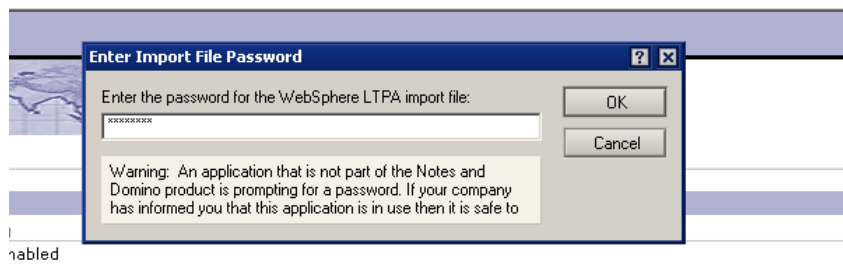 Enter Import File Password
Enter the password for the WebSphere LTPA import file:
OK
xxxxxxxx
Cancel
Warning: An application that is not part of the Notes and
Domino product is prompting for a password. If your company
has informed you that this application is in use then it is safe to